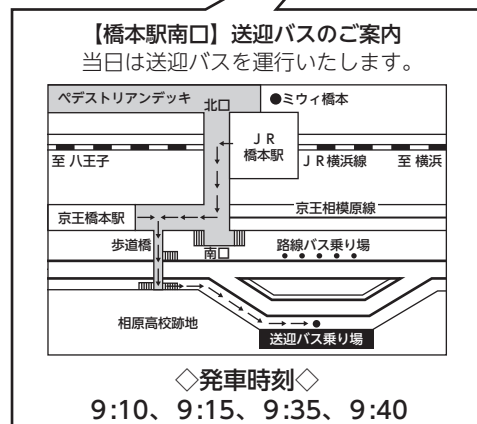 【橋本駅南口】送迎バスのご案内
当日は送迎バスを運行いたします。
ペデストリアンデッキ
北口
●ミウィ橋本
ＪＲ
橋本駅
至 八王子
ＪＲ横浜線
至 横浜
京王橋本駅
京王相模原線
歩道橋
南口
路線バス乗り場
相原高校跡地
送迎バス乗り場
◇発車時刻◇
9:10、9:15、9:35、9:40